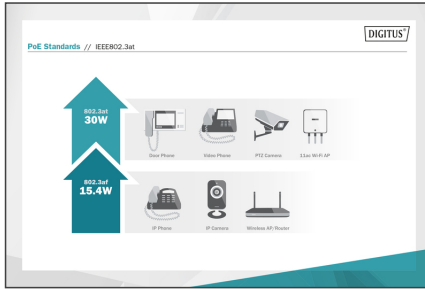 DIGITUS®
PoE Standards // IEEE802.3at
802.3at
30W
Door Phone Video Phone PTZ Camera 11ac Wi-Fi AP
802.3af
15.4W
IP Phone IP Camera Wireless AP/Router